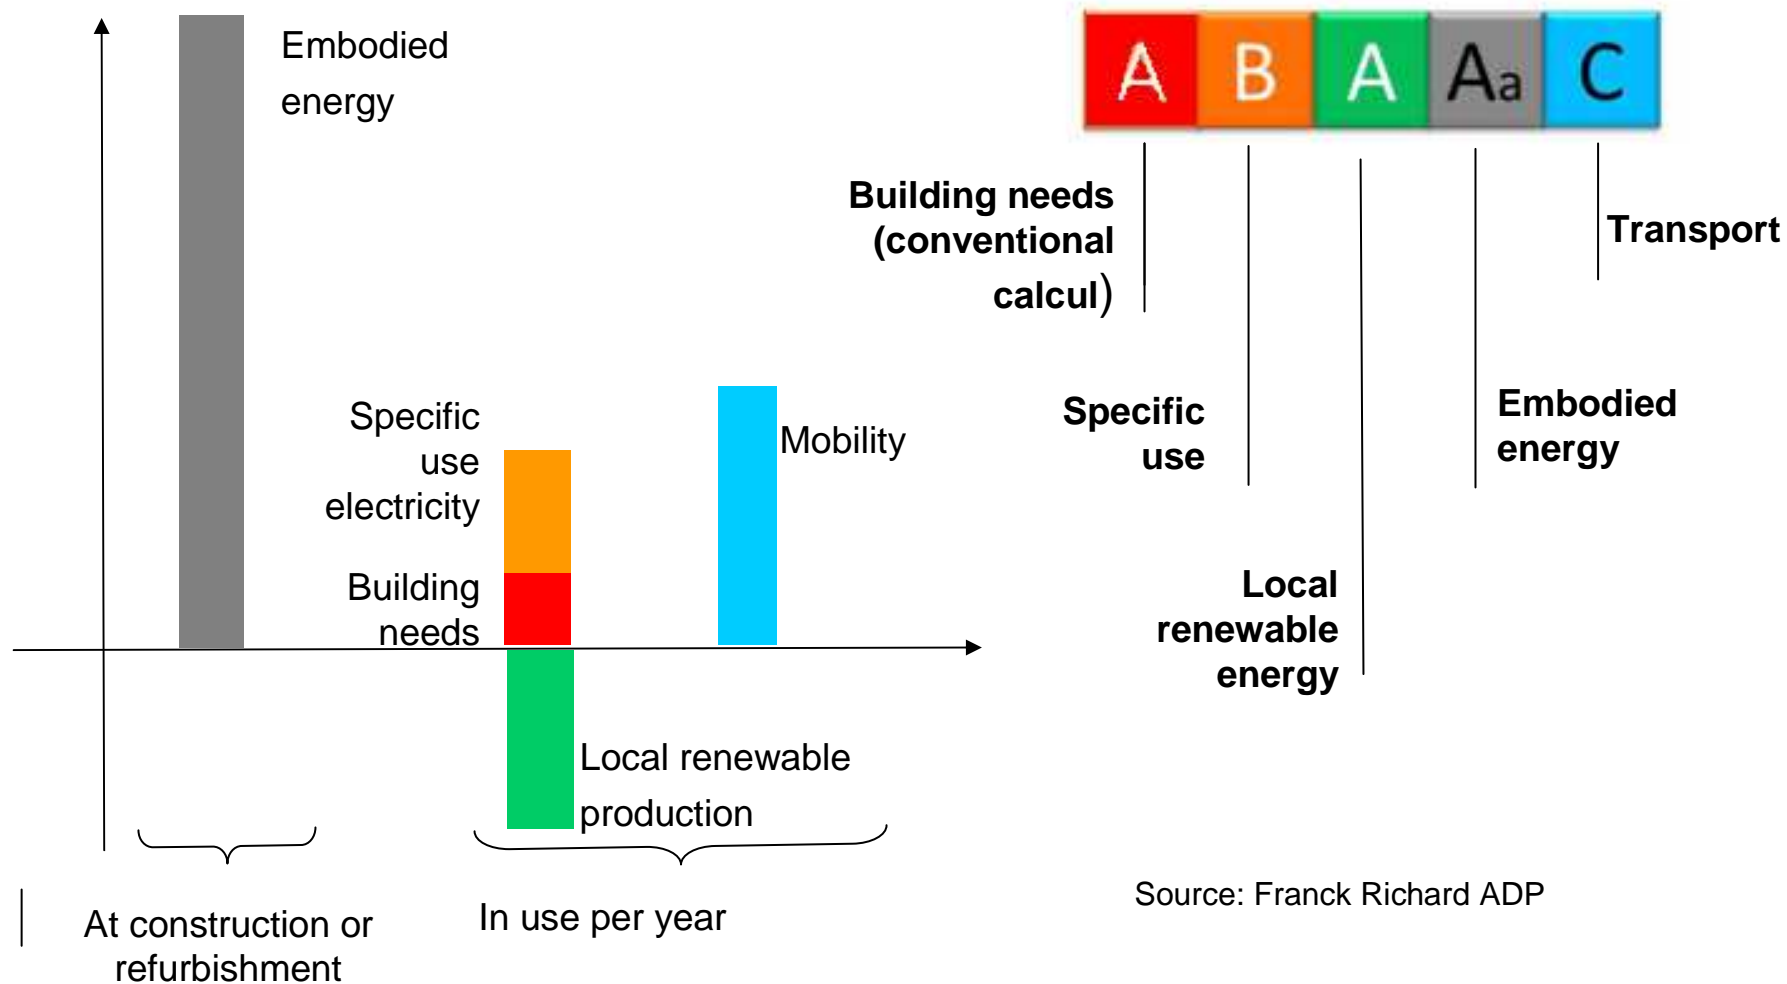 Embodied
energy
Specific
use
electricity
Building
needs
Mobility
Local renewable
production
At construction or
refurbishment
In use per year
A B A Aa C
Building needs
(conventional
calcul)
Transport
Specific
use
Embodied
energy
Local
renewable
energy
Source: Franck Richard ADP